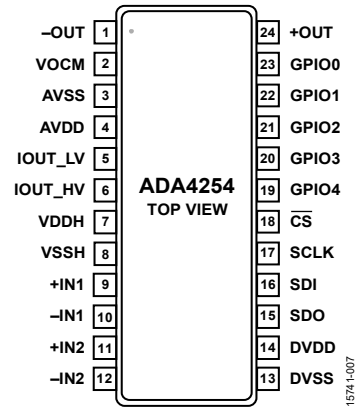 –OUT 1 24 +OUT
VOCM 2 23 GPIO0
AVSS 3 22 GPIO1
AVDD 4 21 GPIO2
IOUT_LV 5 20 GPIO3
IOUT_HV 6 19 GPIO4
ADA4254
TOP VIEW
VDDH 7 18 CS
VSSH 8 17 SCLK
+IN1 9 16 SDI
–IN1 10 15 SDO
+IN2 11 14 DVDD
–IN2 12 13 DVSS
15741-007